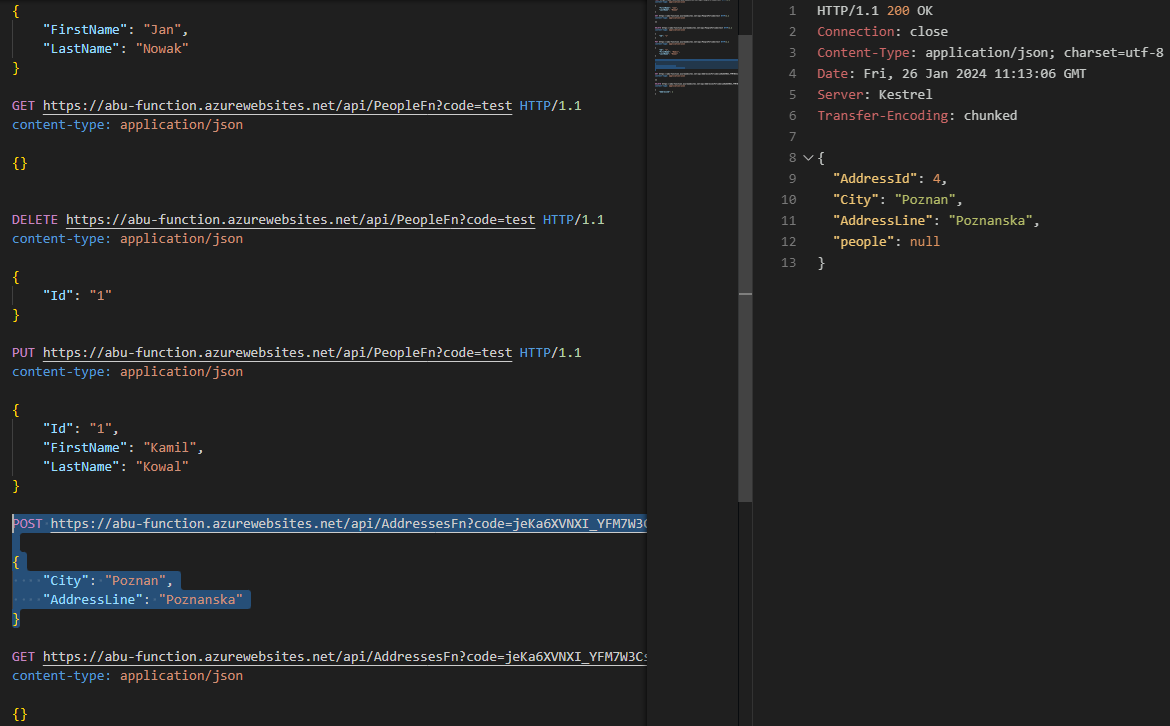 {
    "FirstName": "Jan",
    "LastName": "Nowak"
}
GET https://abu-function.azurewebsites.net/api/PeopleFn?code=test HTTP/1.1
content-type: application/json
{}
DELETE https://abu-function.azurewebsites.net/api/PeopleFn?code=test HTTP/1.1
content-type: application/json
{
    "Id": "1"
}
PUT https://abu-function.azurewebsites.net/api/PeopleFn?code=test HTTP/1.1
content-type: application/json
{
    "Id": "1",
    "FirstName": "Kamil",
    "LastName": "Kowal"
}
POST https://abu-function.azurewebsites.net/api/AddressesFn?code=jeKa6XVNXI_YFM7W3C
{
    "City": "Poznan",
    "AddressLine": "Poznanska"
}
GET https://abu-function.azurewebsites.net/api/AddressesFn?code=jeKa6XVNXI_YFM7W3Cs
content-type: application/json
{}
1 HTTP/1.1 200 OK
2 Connection: close
3 Content-Type: application/json; charset=utf-8
4 Date: Fri, 26 Jan 2024 11:13:06 GMT
5 Server: Kestrel
6 Transfer-Encoding: chunked
7
8 {
9   "AddressId": 4,
10   "City": "Poznan",
11   "AddressLine": "Poznanska",
12   "people": null
13 }